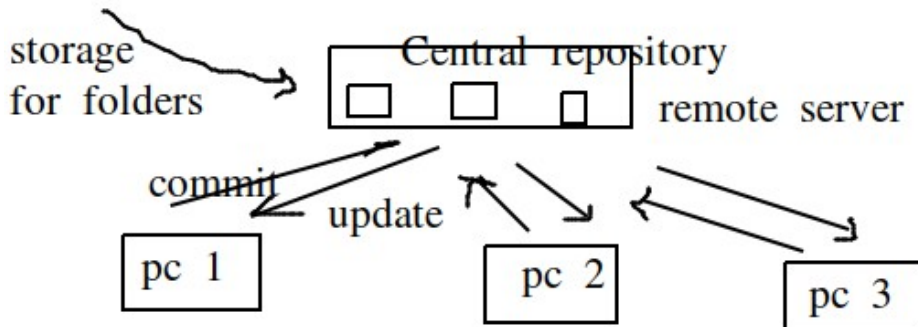 storage
for folders
Central repository
remote server
commit
update
pc 1
pc 2
pc 3